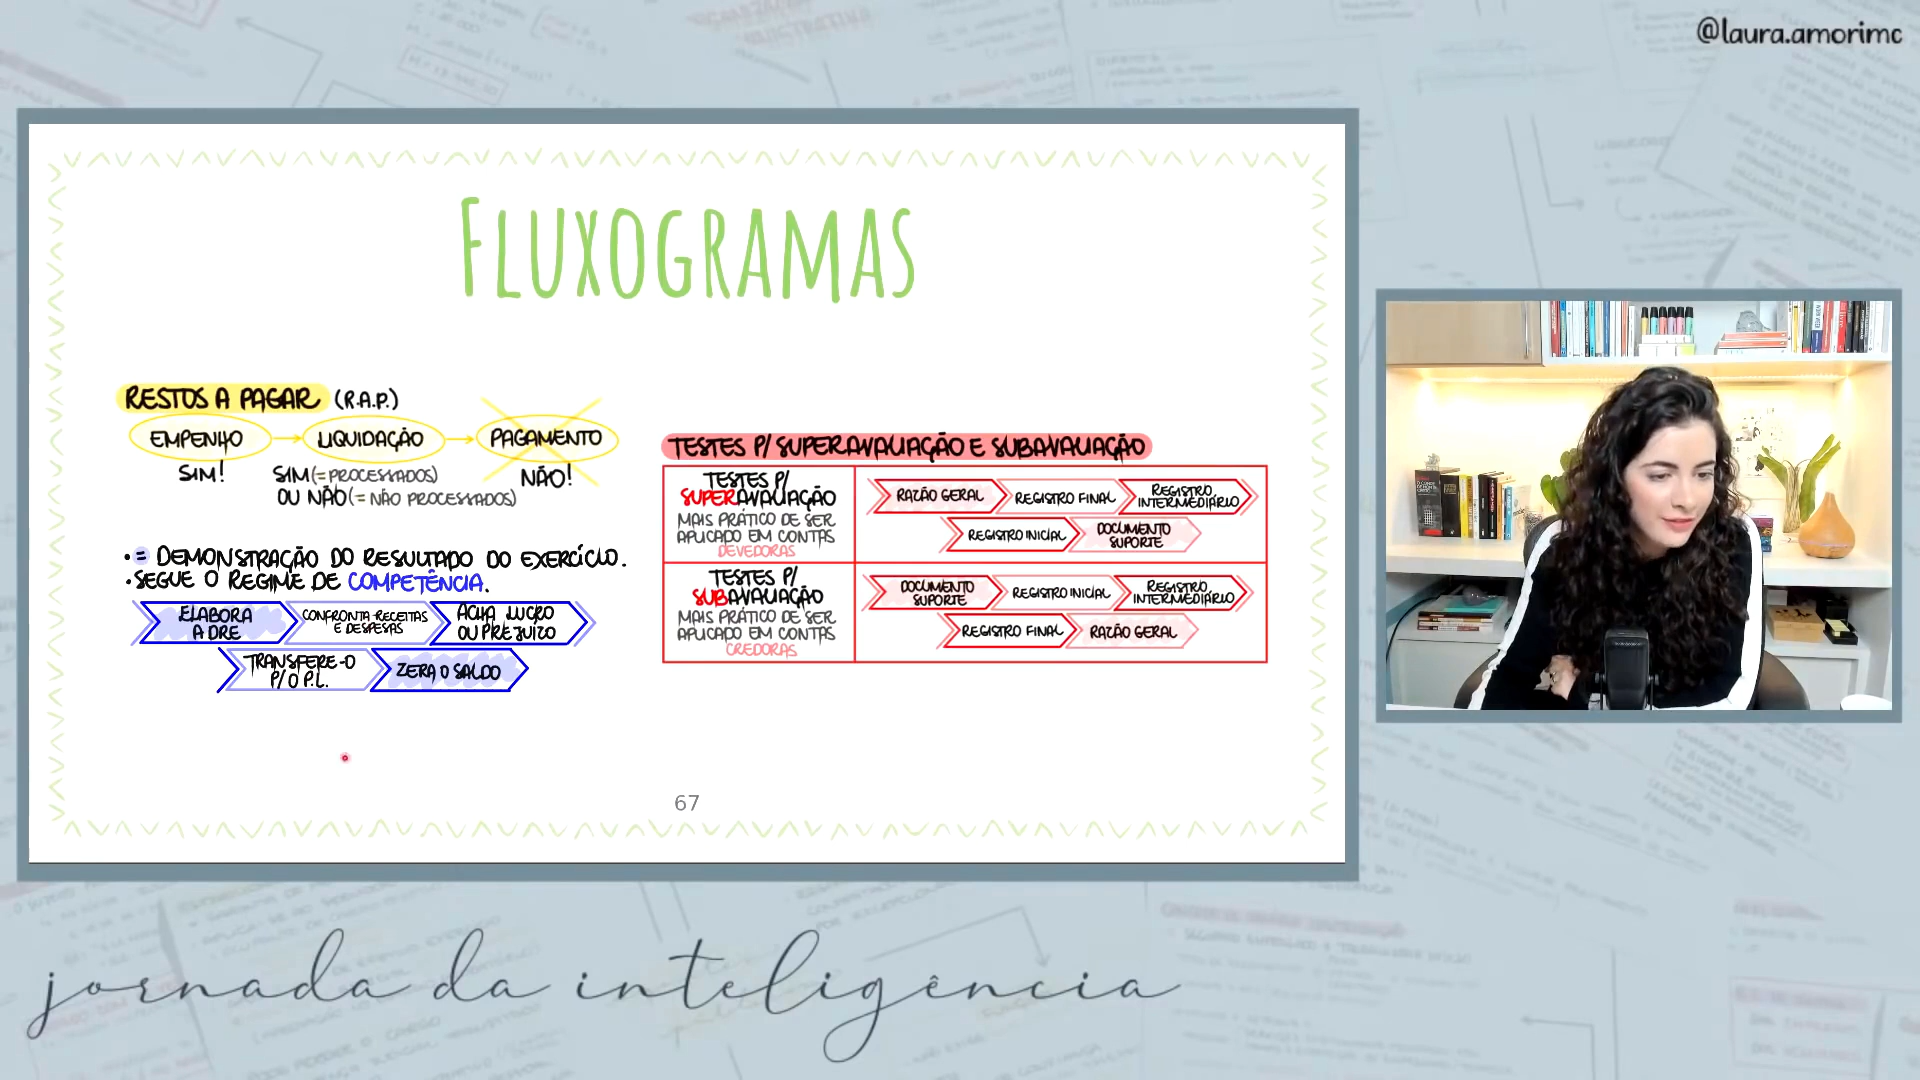 @laura.amorimc
FLUXOGRAMAS
RESTOS A PAGAR (R.A.P.)
EMPENHO LIQUIDAÇÃO PAGAMENTO
SIM! SIM (= PROCESSADOS) NÃO!
OU NÃO (= NÃO PROCESSADOS)
• = DEMONSTRAÇÃO DO RESULTADO DO EXERCÍCIO.
• SEGUE O REGIME DE COMPETÊNCIA.
ELABORA A DRE
CONFRONTA RECEITAS E DESPESAS
ACHA LUCRO OU PREJUÍZO
TRANSFERE-O P/ O P.L.
ZERA O SALDO
TESTES P/ SUPERAVALIAÇÃO E SUBAVALIAÇÃO
TESTES P/
SUPERAVALIAÇÃO
MAIS PRÁTICO DE SER
APLICADO EM CONTAS
DEVEDORAS
RAZÃO GERAL
REGISTRO FINAL
REGISTRO INTERMEDIÁRIO
REGISTRO INICIAL
DOCUMENTO SUPORTE
TESTES P/
SUBAVALIAÇÃO
MAIS PRÁTICO DE SER
APLICADO EM CONTAS
CREDORAS
DOCUMENTO SUPORTE
REGISTRO INICIAL
REGISTRO INTERMEDIÁRIO
REGISTRO FINAL
RAZÃO GERAL
67
jornada da inteligência